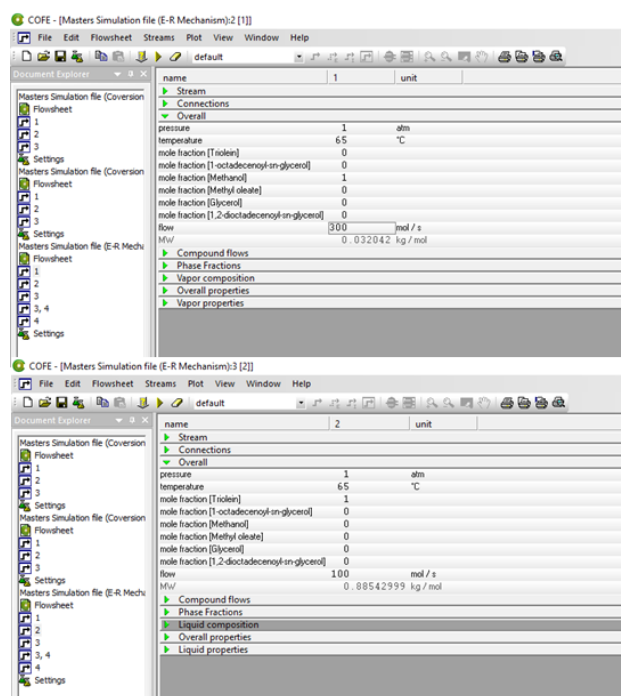 COFE - [Masters Simulation file (E-R Mechanism):2 [1]]
File Edit Flowsheet Streams Plot View Window Help
default
Document Explorer
name 1 unit
Masters Simulation file (Coversion
Flowsheet
1
2
3
Settings
Masters Simulation file (Coversion
Flowsheet
1
2
3
Settings
Masters Simulation file (E-R Mecha
Flowsheet
1
2
3
3, 4
4
Settings
Stream
Connections
Overall
pressure 1 atm
temperature 65 °C
mole fraction [Triolein] 0
mole fraction [1-octadecenoyl-sn-glycerol] 0
mole fraction [Methanol] 1
mole fraction [Methyl oleate] 0
mole fraction [Glycerol] 0
mole fraction [1,2-dioctadecenoyl-sn-glycerol] 0
flow 300 mol / s
MW 0.032042 kg / mol
Compound flows
Phase Fractions
Vapor composition
Overall properties
Vapor properties
COFE - [Masters Simulation file (E-R Mechanism):3 [2]]
File Edit Flowsheet Streams Plot View Window Help
default
Document Explorer
name 2 unit
Masters Simulation file (Coversion
Flowsheet
1
2
3
Settings
Masters Simulation file (Coversion
Flowsheet
1
2
3
Settings
Masters Simulation file (E-R Mecha
Flowsheet
1
2
3
3, 4
4
Settings
Stream
Connections
Overall
pressure 1 atm
temperature 65 °C
mole fraction [Triolein] 1
mole fraction [1-octadecenoyl-sn-glycerol] 0
mole fraction [Methanol] 0
mole fraction [Methyl oleate] 0
mole fraction [Glycerol] 0
mole fraction [1,2-dioctadecenoyl-sn-glycerol] 0
flow 100 mol / s
MW 0.88542999 kg / mol
Compound flows
Phase Fractions
Liquid composition
Overall properties
Liquid properties